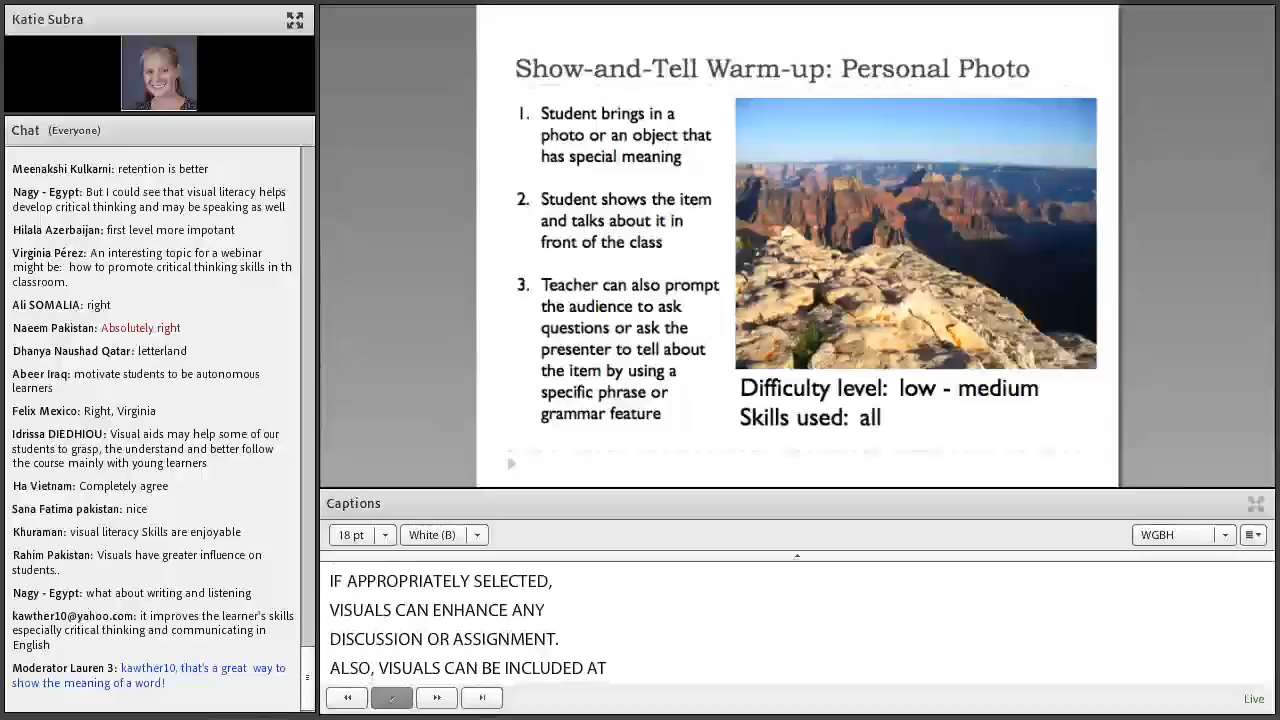 Katie Subra
Chat (Everyone)
Meenakshi Kulkarni: retention is better
Nagy - Egypt: But I could see that visual literacy helps
develop critical thinking and may be speaking as well
Hilala Azerbaijan: first level more impotant
Virginia Pérez: An interesting topic for a webinar
might be: how to promote critical thinking skills in th
classroom.
Ali SOMALIA: right
Naeem Pakistan: Absolutely right
Dhanya Naushad Qatar: letterland
Abeer Iraq: motivate students to be autonomous
learners
Felix Mexico: Right, Virginia
Idrissa DIEDHIOU: Visual aids may help some of our
students to grasp, the understand and better follow
the course mainly with young learners
Ha Vietnam: Completely agree
Sana Fatima pakistan: nice
Khuraman: visual literacy Skills are enjoyable
Rahim Pakistan: Visuals have greater influence on
students..
Nagy - Egypt: what about writing and listening
kawther10@yahoo.com: it improves the learner's skills
especially critical thinking and communicating in
English
Moderator Lauren 3: kawther10, that's a great way to
show the meaning of a word!
Show-and-Tell Warm-up: Personal Photo
1. Student brings in a
photo or an object that
has special meaning
2. Student shows the item
and talks about it in
front of the class
3. Teacher can also prompt
the audience to ask
questions or ask the
presenter to tell about
the item by using a
specific phrase or
grammar feature
Difficulty level: low - medium
Skills used: all
Captions
18 pt
White (B)
WGBH
IF APPROPRIATELY SELECTED,
VISUALS CAN ENHANCE ANY
DISCUSSION OR ASSIGNMENT.
ALSO, VISUALS CAN BE INCLUDED AT
Live